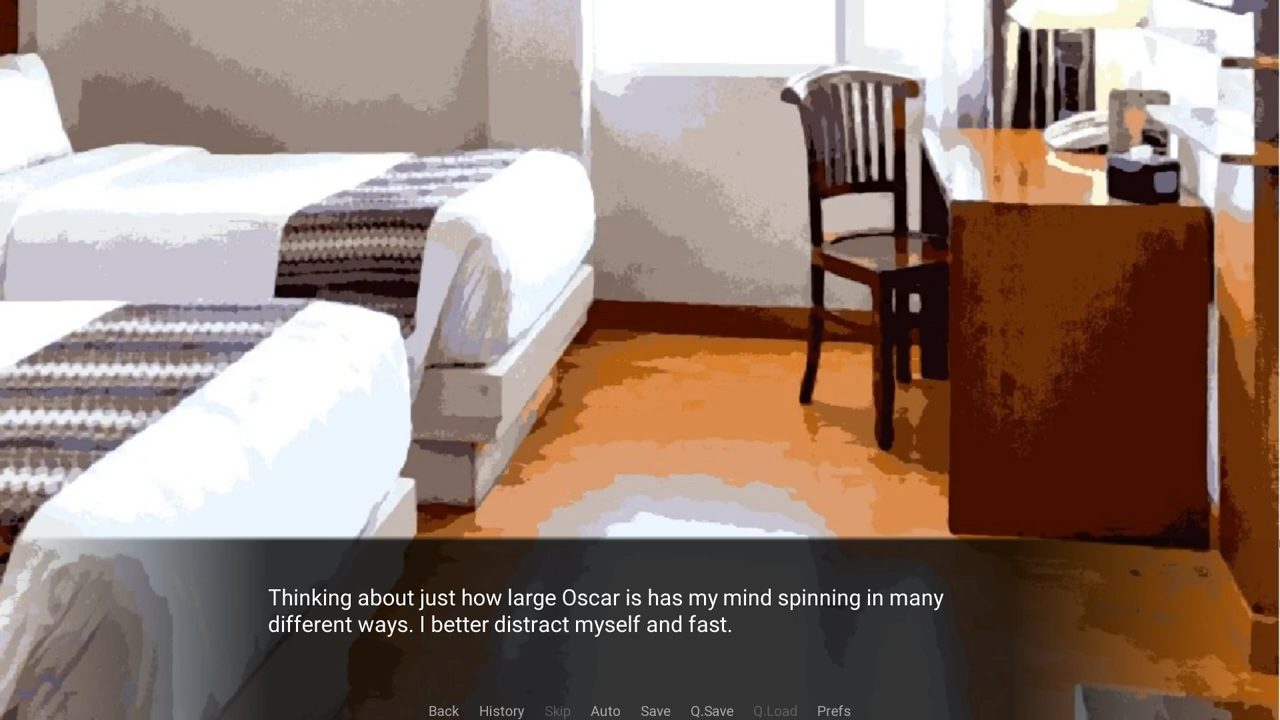 Thinking about just how large Oscar is has my mind spinning in many
different ways. I better distract myself and fast.
Back History Skip Auto Save Q.Save Q.Load Prefs